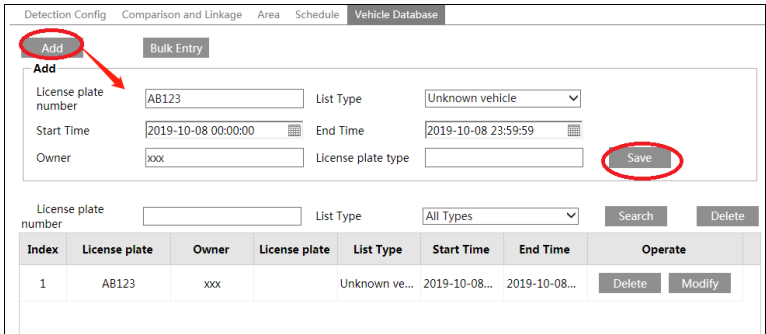 Detection Config Comparison and Linkage Area Schedule Vehicle Database
Add Bulk Entry
Add
License plate number AB123 List Type Unknown vehicle
Start Time 2019-10-08 00:00:00 End Time 2019-10-08 23:59:59
Owner xxx License plate type Save
License plate number List Type All Types Search Delete
Index License plate Owner License plate List Type Start Time End Time Operate
1 AB123 xxx Unknown ve... 2019-10-08... 2019-10-08... Delete Modify